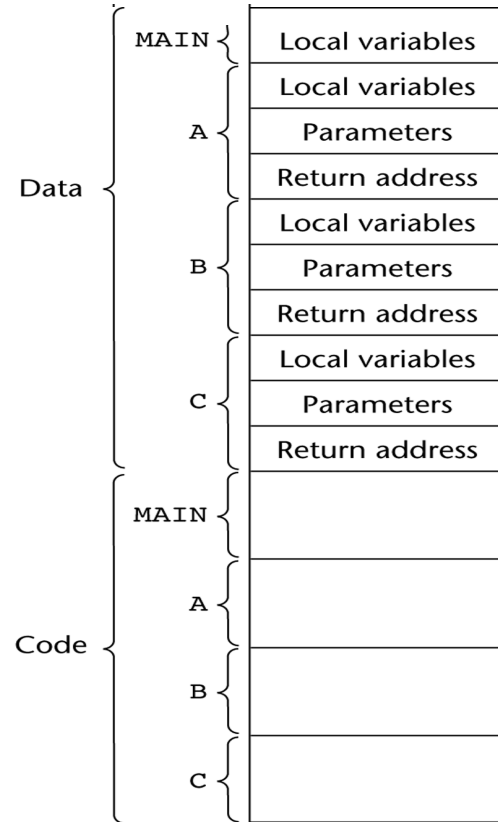 MAIN
Local variables
Local variables
A
Parameters
Data
Return address
Local variables
B
Parameters
Return address
Local variables
C
Parameters
Return address
MAIN
A
Code
B
C